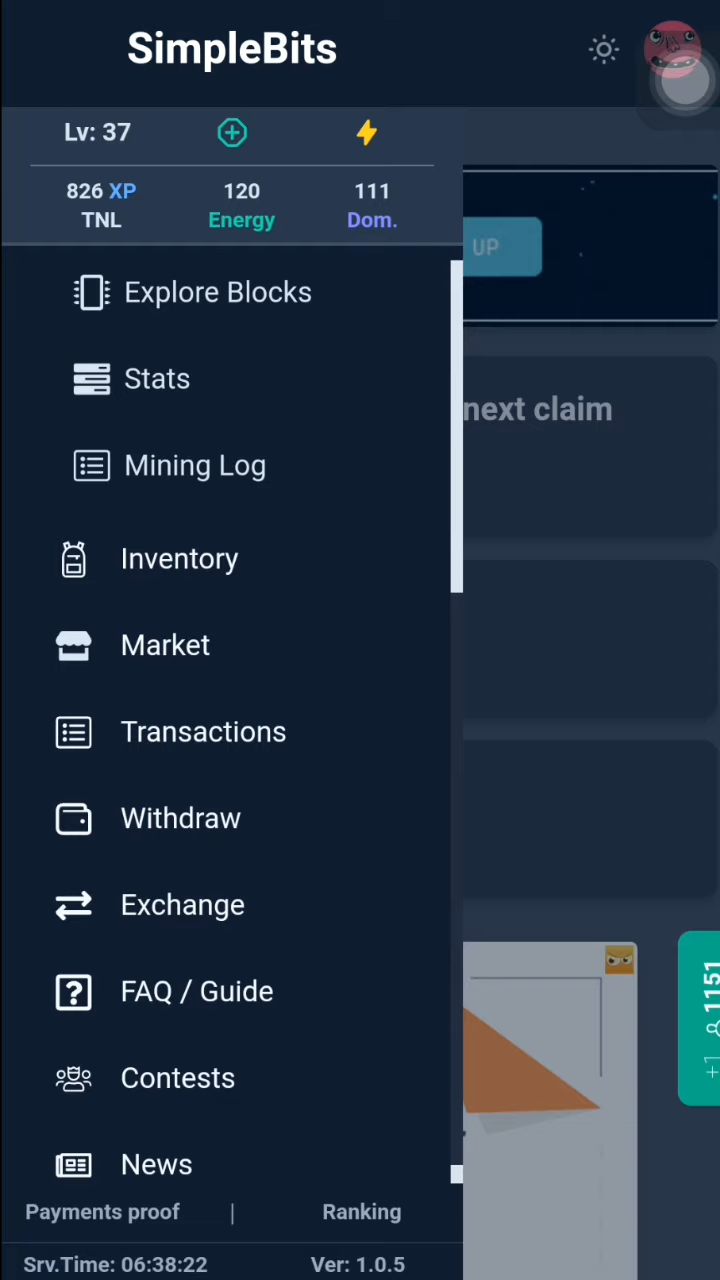 SimpleBits
Lv: 37
826 XP
TNL
120
Energy
111
Dom.
UP
next claim
Explore Blocks
Stats
Mining Log
Inventory
Market
Transactions
Withdraw
Exchange
FAQ / Guide
Contests
News
1151
+1
Payments proof | Ranking
Srv.Time: 06:38:22 Ver: 1.0.5